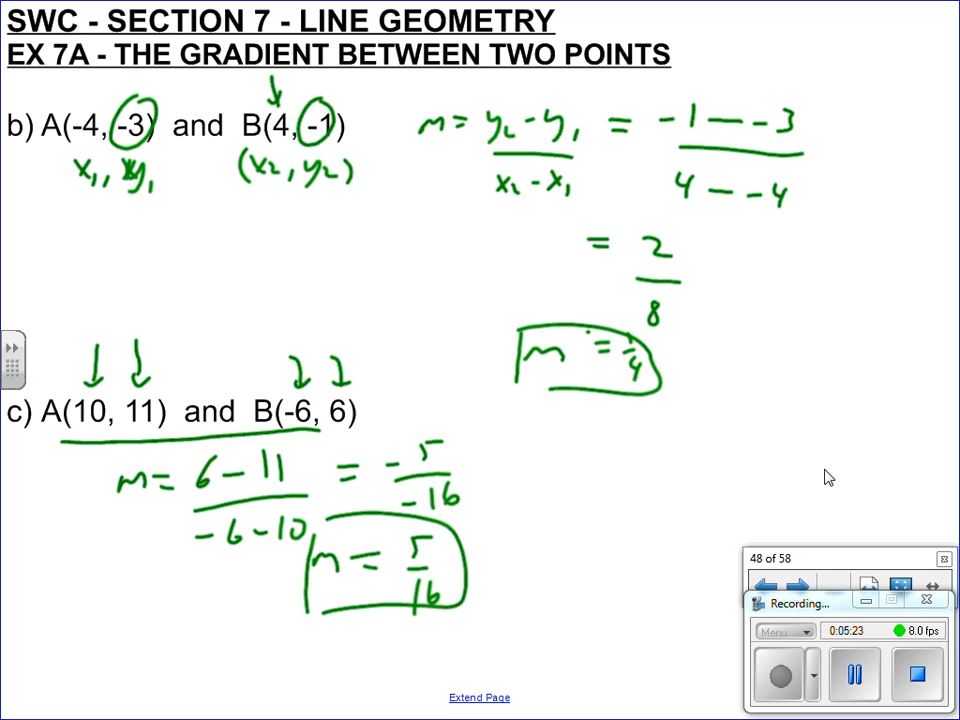 SWC - SECTION 7 - LINE GEOMETRY
EX 7A - THE GRADIENT BETWEEN TWO POINTS
b) A(-4, -3) and B(4, -1)
x₁, y₁ (x₂, y₂)
m = y₂ - y₁ / x₂ - x₁ = -1 - -3 / 4 - -4
= 2/8
m = 1/4
c) A(10, 11) and B(-6, 6)
m = 6 - 11 / -6 - 10 = -5 / -16
m = 5/16
48 of 58
Recording...
Menu
0:05:23
8.0 fps
Extend Page